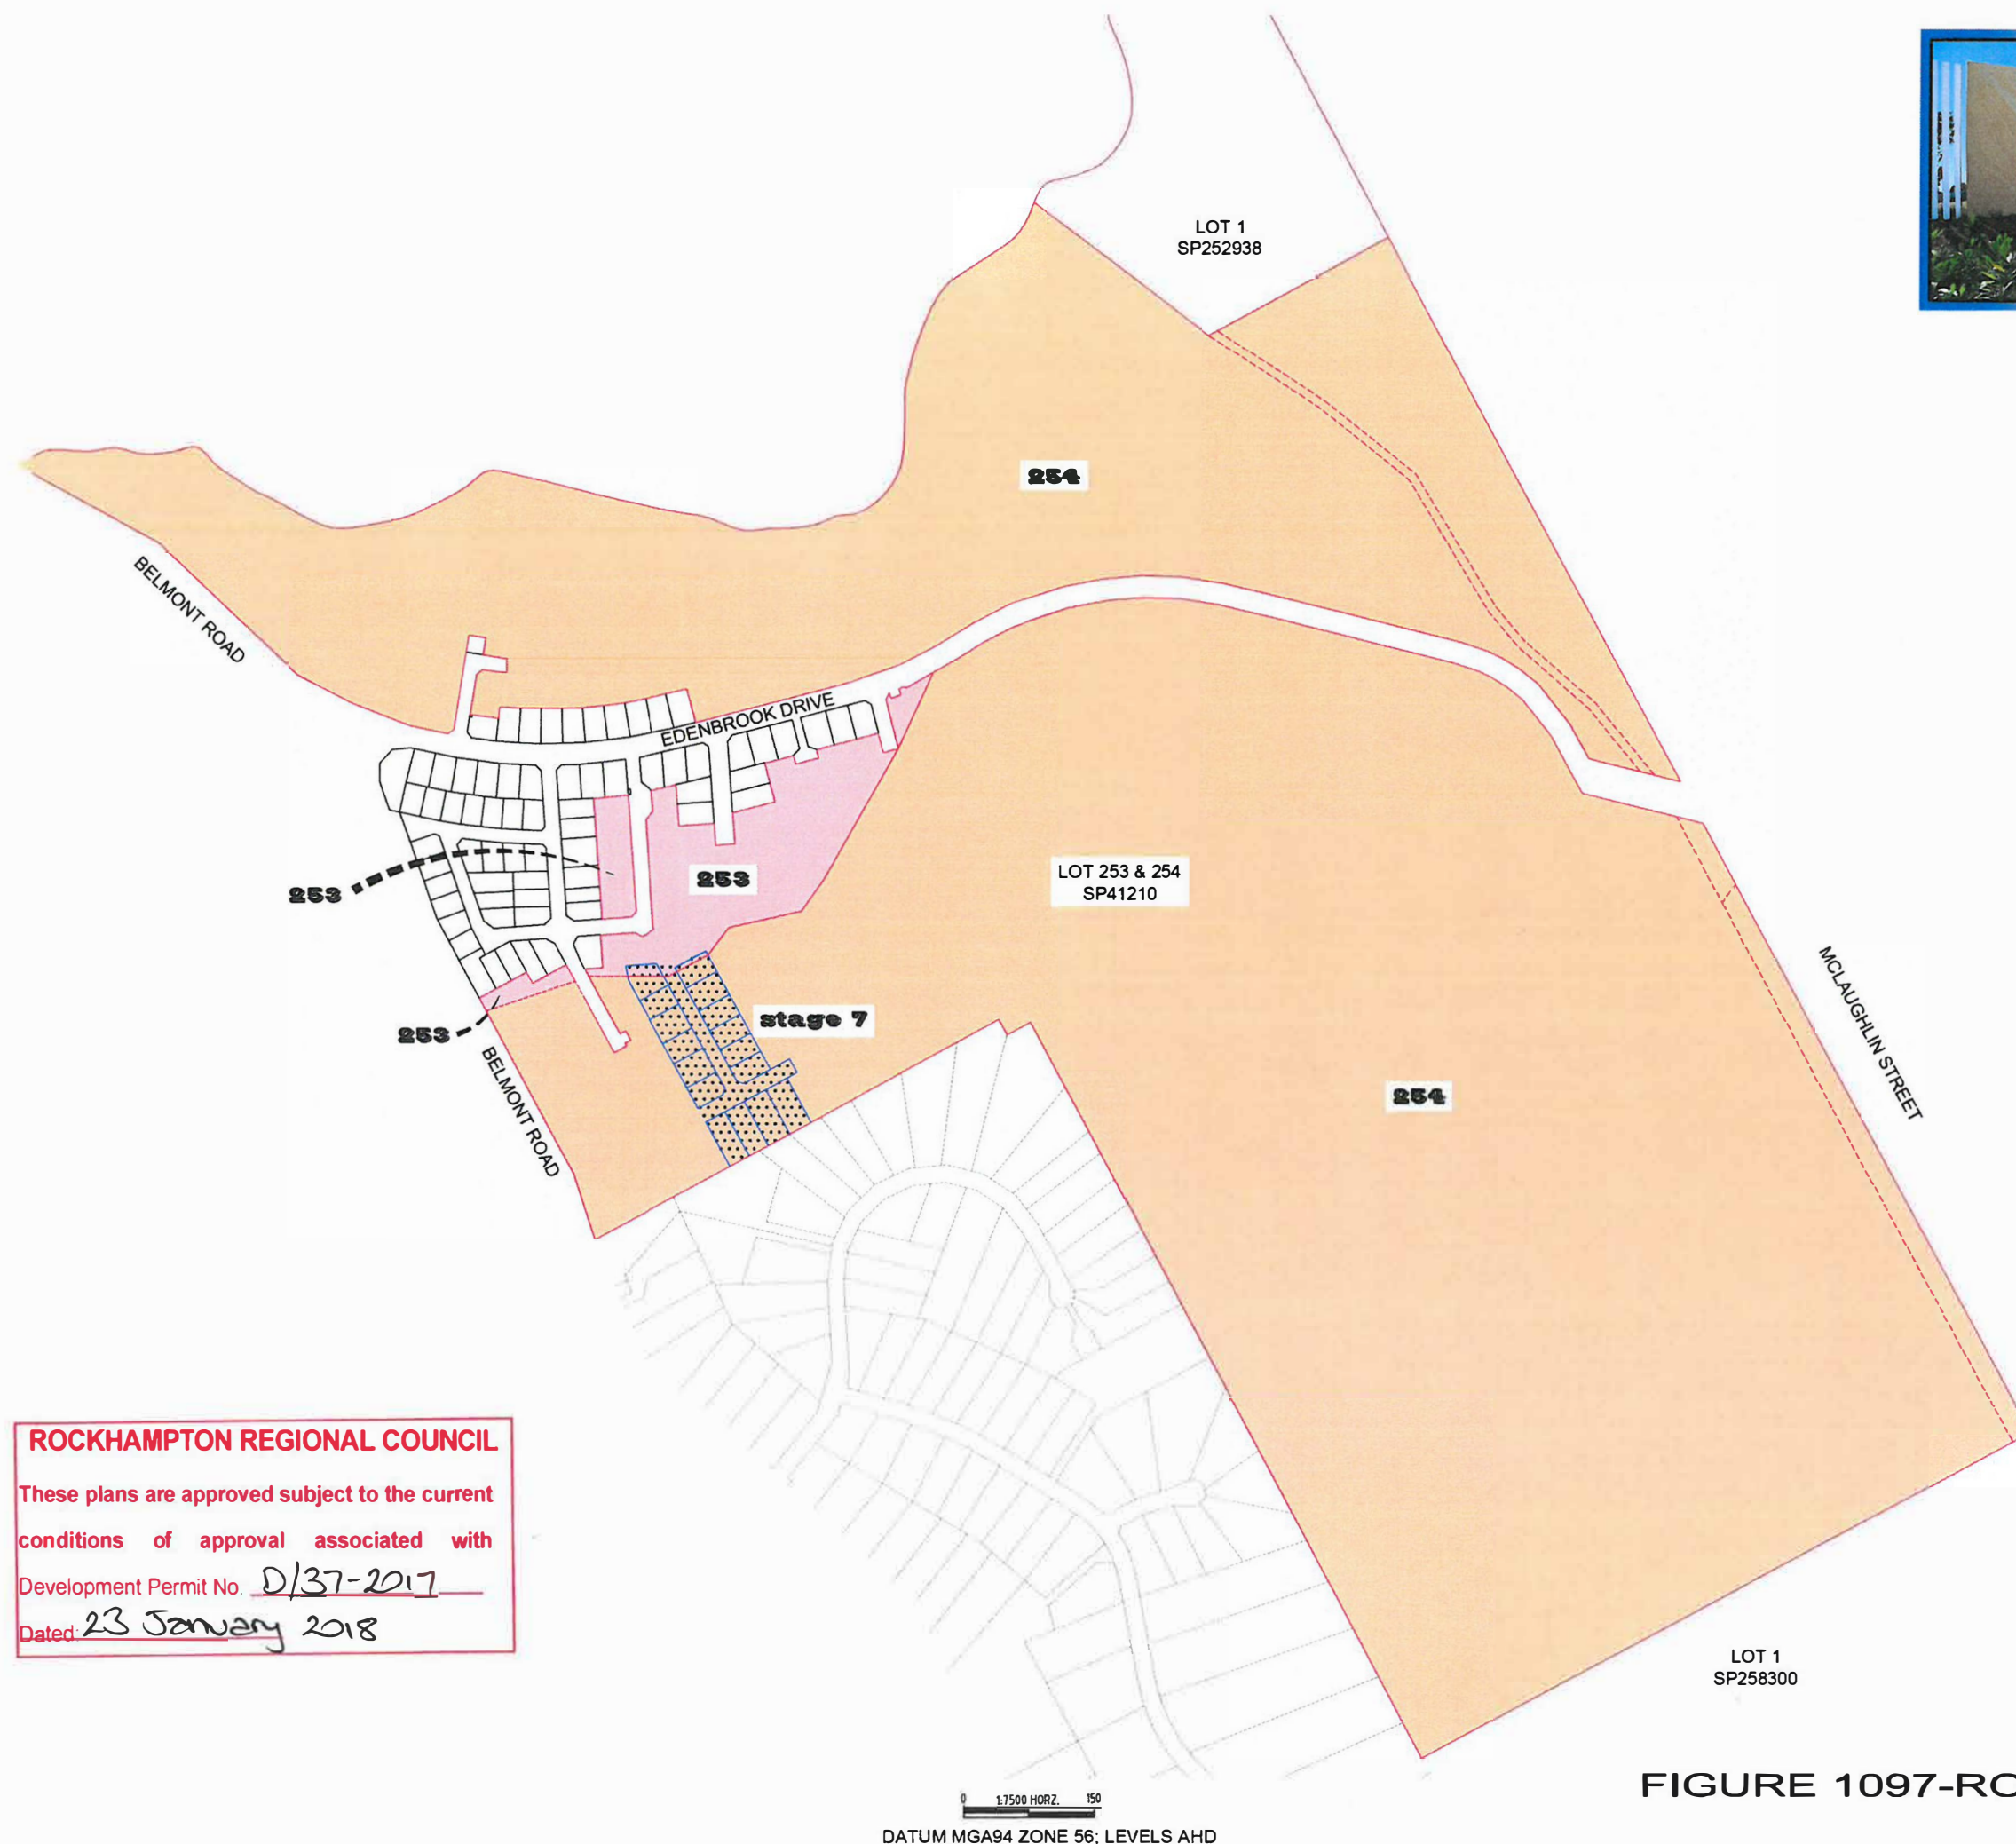 LOT 1
SP252938
254
BELMONT ROAD
EDENBROOK DRIVE
253
253
LOT 253 & 254
SP41210
stage 7
253
BELMONT ROAD
254
MCLAUGHLIN STREET
ROCKHAMPTON REGIONAL COUNCIL
These plans are approved subject to the current
conditions of approval associated with
Development Permit No. D/37-2017
Dated: 23 January 2018
LOT 1
SP258300
FIGURE 1097-RO
0 1:7500 HORZ. 150
DATUM MGA94 ZONE 56; LEVELS AHD